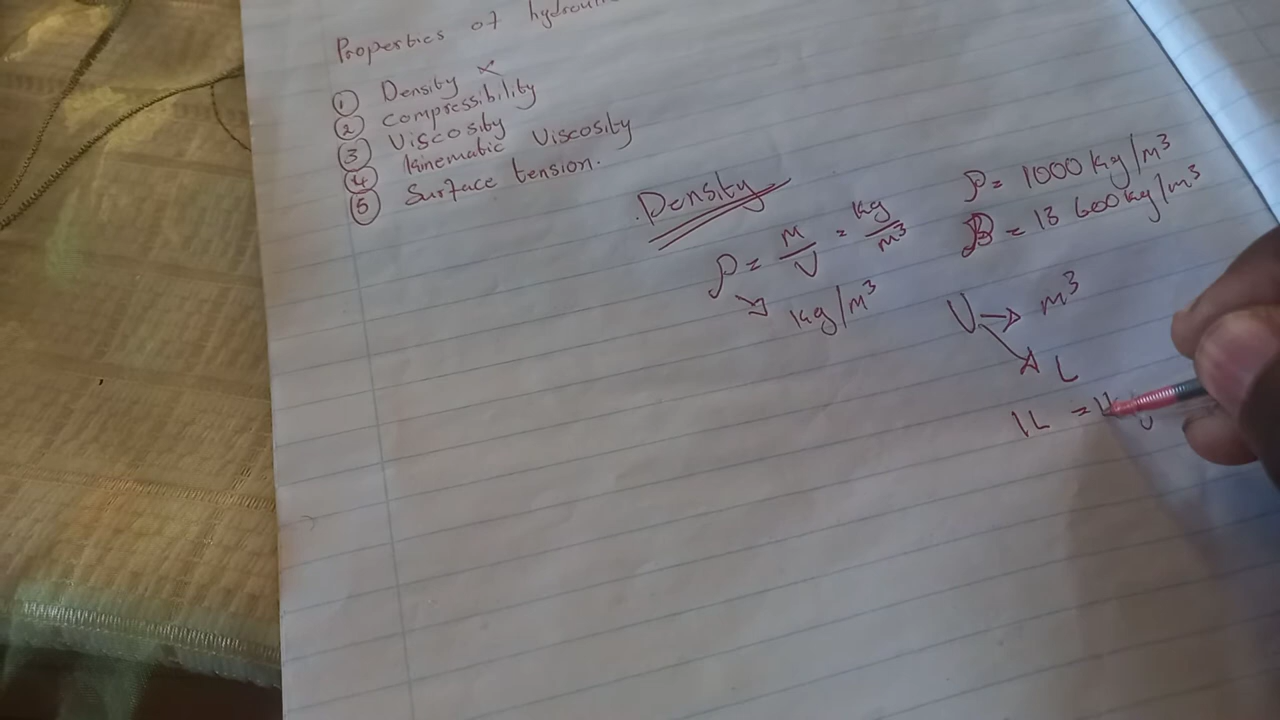 Properties of
① Density ×
② compressibility
③ Viscosity
④ kinematic Viscosity
⑤ Surface tension.
Density
ρ = M/V = kg/m³
→ kg/m³
ρ = 1000 kg/m³
= 13 600 kg/m³
V → m³
L
1L =